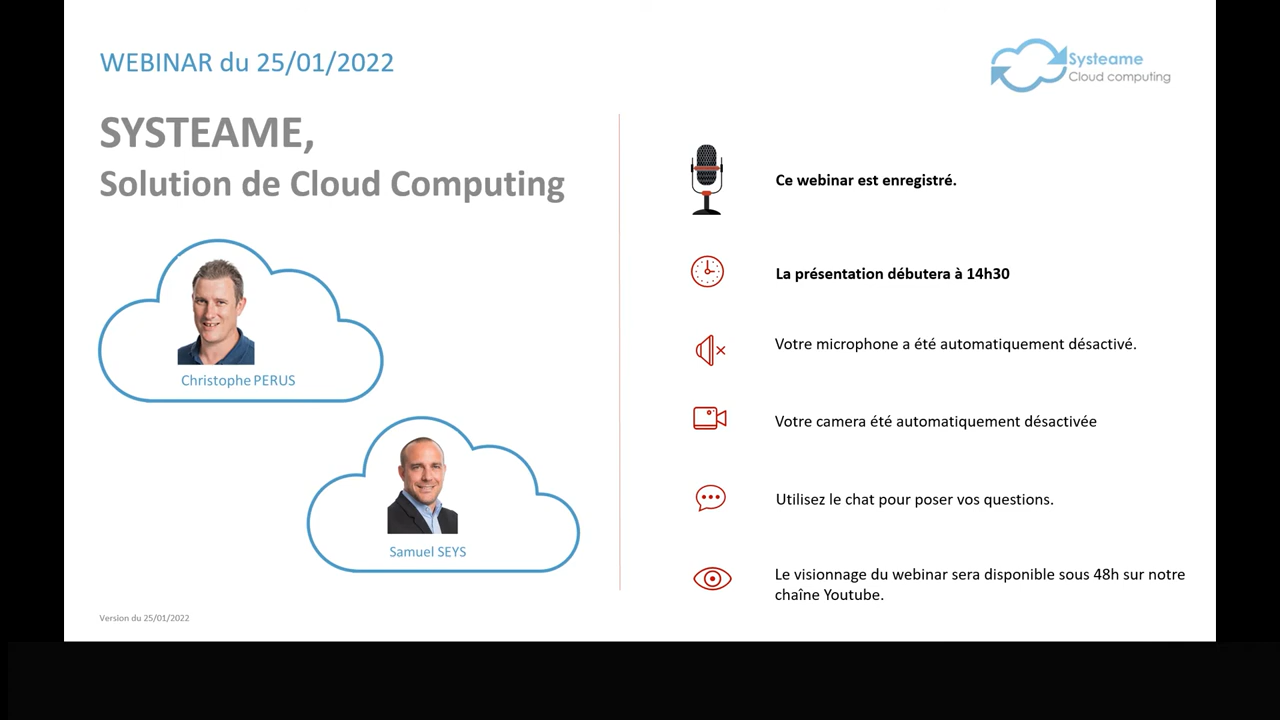 WEBINAR du 25/01/2022
SYSTEAME,
Solution de Cloud Computing
Christophe PERUS
Samuel SEYS
Version du 25/01/2022
Systeame
Cloud computing
Ce webinar est enregistré.
La présentation débutera à 14h30
Votre microphone a été automatiquement désactivé.
Votre camera été automatiquement désactivée
Utilisez le chat pour poser vos questions.
Le visionnage du webinar sera disponible sous 48h sur notre
chaîne Youtube.